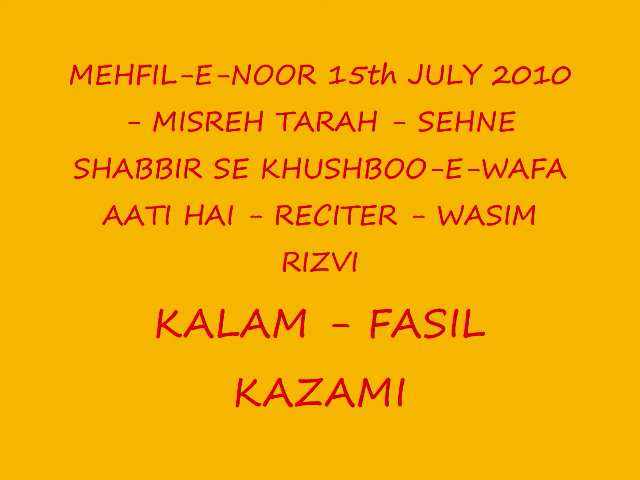 MEHFIL-E-NOOR 15th JULY 2010
- MISREH TARAH - SEHNE
SHABBIR SE KHUSHBOO-E-WAFA
AATI HAI - RECITER - WASIM
RIZVI
KALAM - FASIL
KAZAMI